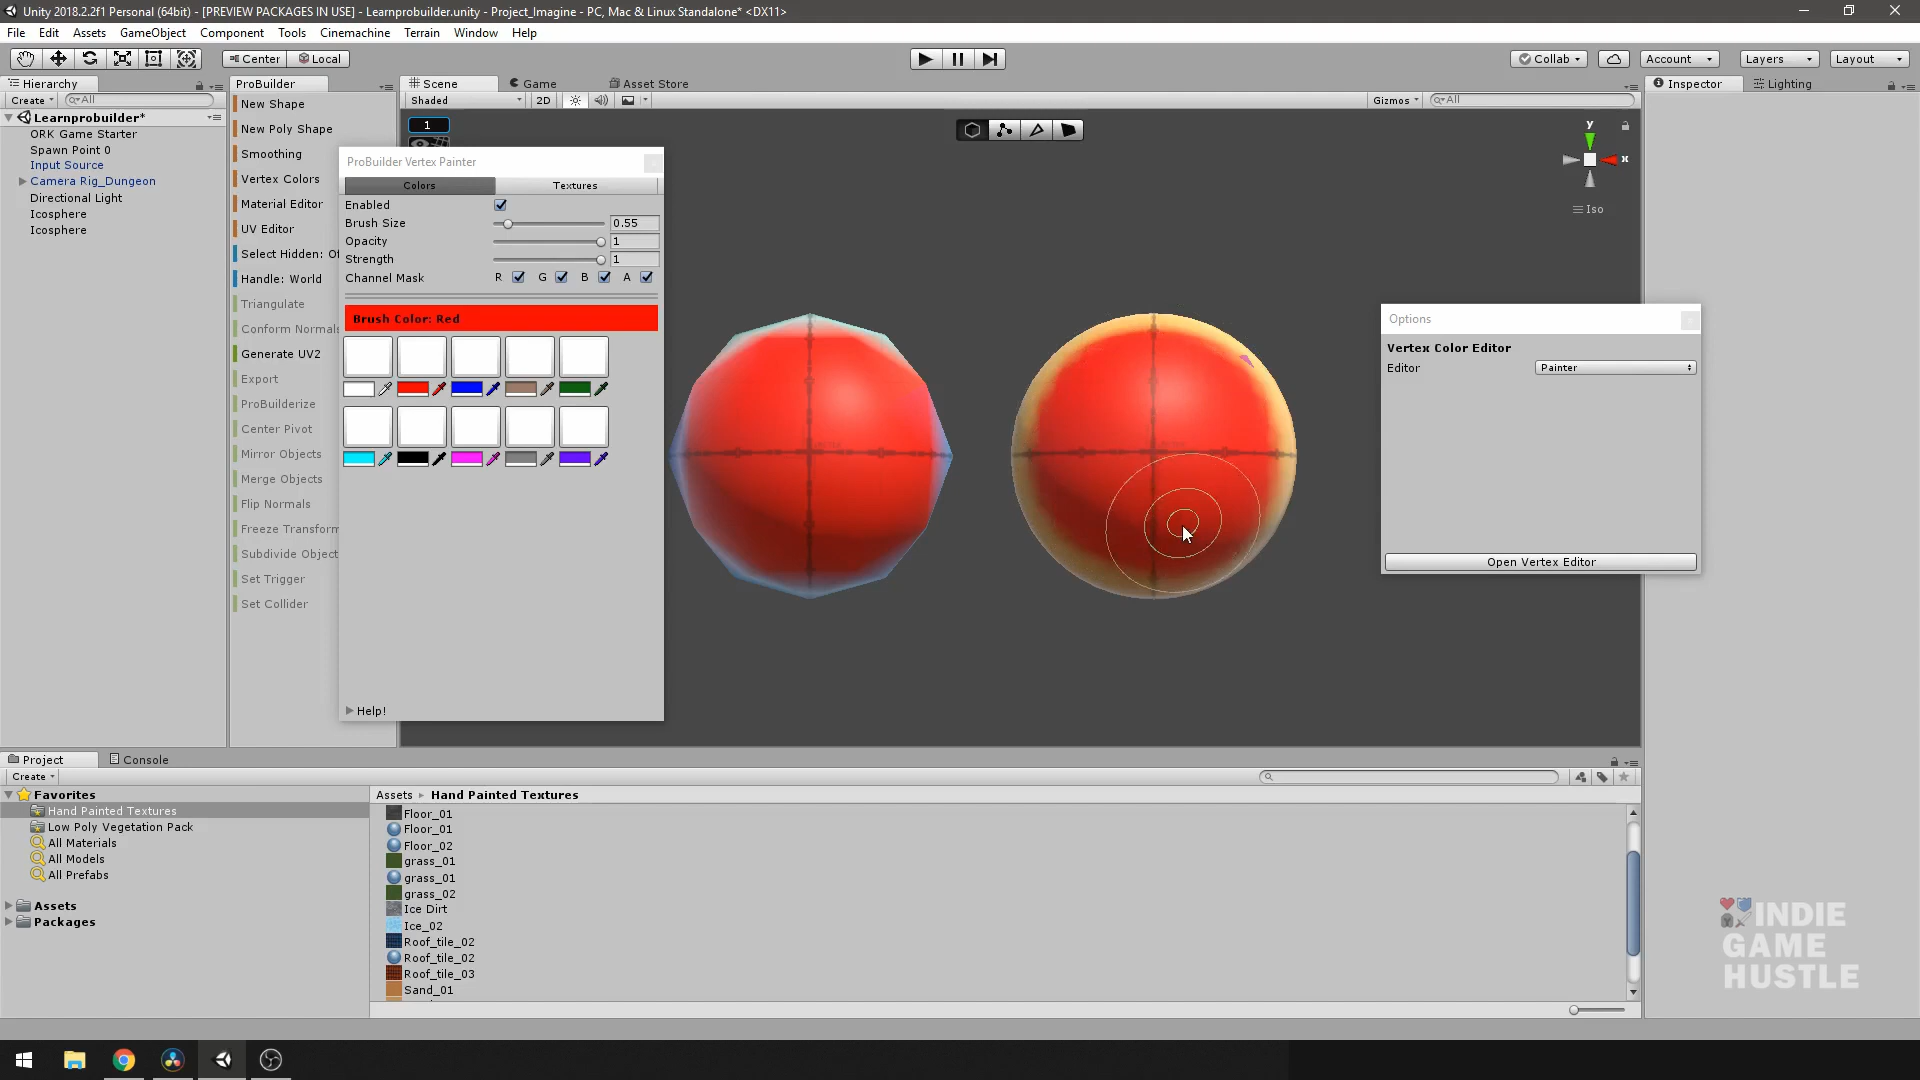 Unity 2018.2.2f1 Personal (64bit) - [PREVIEW PACKAGES IN USE] - Learnprobuilder.unity - Project_Imagine - PC, Mac & Linux Standalone* <DX11>
File Edit Assets GameObject Component Tools Cinemachine Terrain Window Help
Center Local Collab Account Layers Layout
Hierarchy ProBuilder Scene Game Asset Store Inspector Lighting
Create All Shaded 2D Gizmos All
Learnprobuilder*
ORK Game Starter
Spawn Point 0
Input Source
Camera Rig_Dungeon
Directional Light
Icosphere
Icosphere
New Shape
New Poly Shape
Smoothing
Vertex Colors
Material Editor
UV Editor
Select Hidden: O
Handle: World
Triangulate
Conform Normals
Generate UV2
Export
ProBuilderize
Center Pivot
Mirror Objects
Merge Objects
Flip Normals
Freeze Transform
Subdivide Object
Set Trigger
Set Collider
1
ProBuilder Vertex Painter
Colors Textures
Enabled
Brush Size 0.55
Opacity 1
Strength 1
Channel Mask R G B A
Brush Color: Red
Help!
y
x
Iso
Options
Vertex Color Editor
Editor Painter
Open Vertex Editor
Project Console
Create
Favorites
Hand Painted Textures
Low Poly Vegetation Pack
All Materials
All Models
All Prefabs
Assets
Packages
Assets Hand Painted Textures
Floor_01
Floor_01
Floor_02
grass_01
grass_01
grass_02
Ice Dirt
Ice_02
Roof_tile_02
Roof_tile_02
Roof_tile_03
Sand_01
INDIE
GAME
HUSTLE